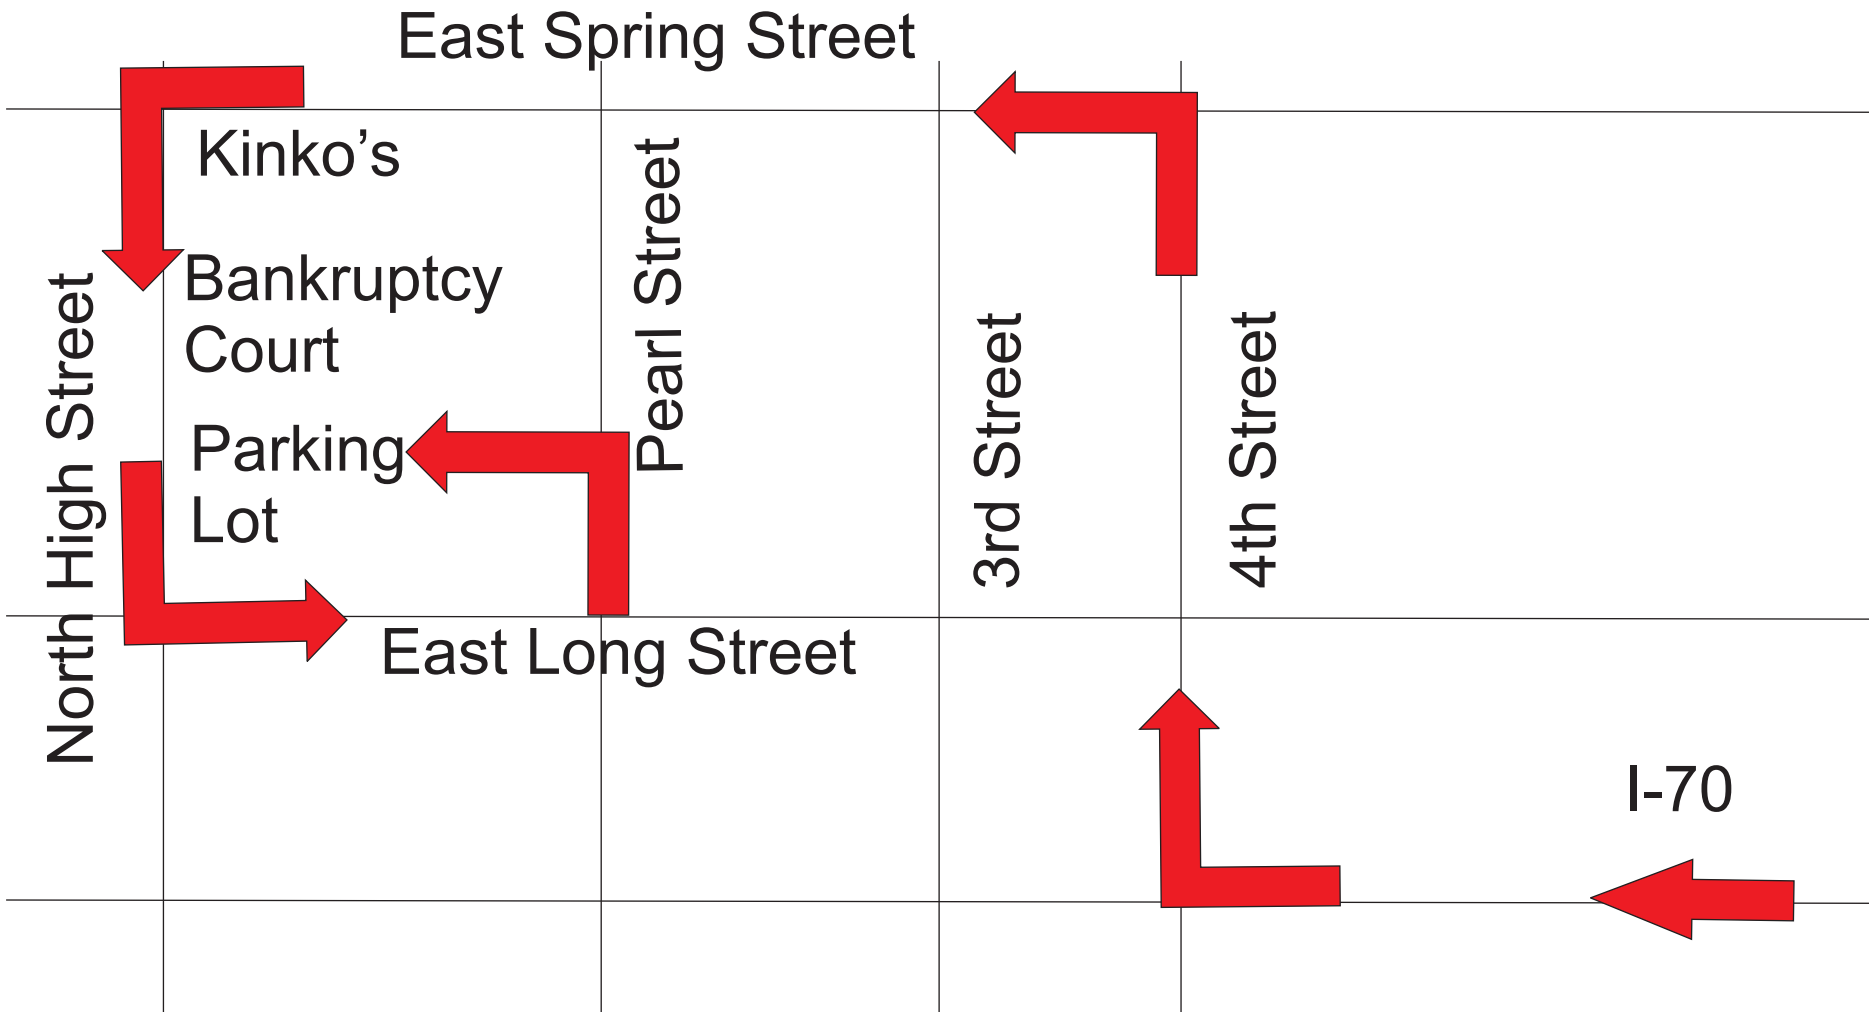 East Spring Street
Kinko’s
Bankruptcy
Court
Parking
Lot
North High Street
Pearl Street
3rd Street
4th Street
East Long Street
I-70